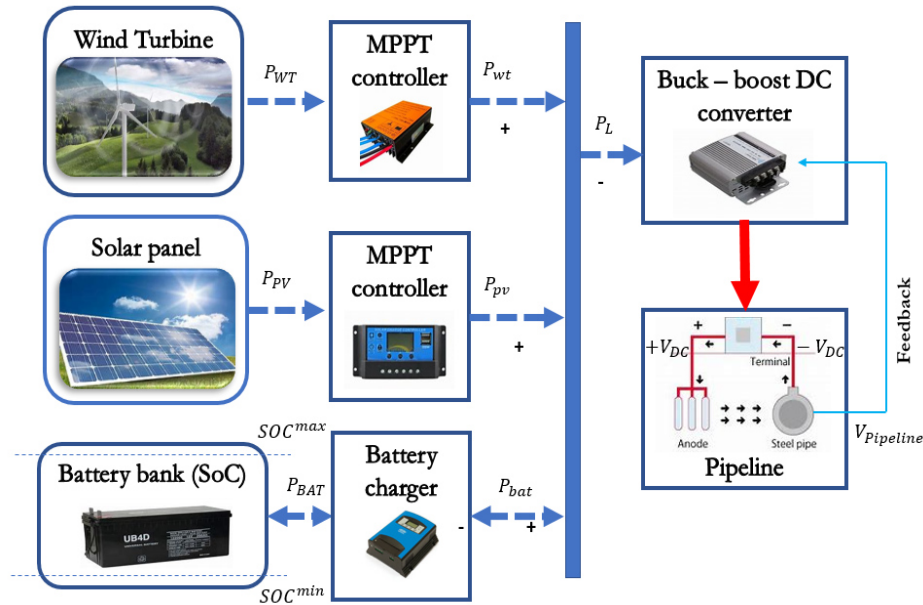 Wind Turbine
P_WT
MPPT
controller
P_wt
+
Buck – boost DC
converter
P_L
-
Solar panel
P_PV
MPPT
controller
P_pv
+
Feedback
+ −
+V_DC
− V_DC
Terminal
Anode
Steel pipe
V_Pipeline
Pipeline
SOC^max
Battery bank (SoC)
UB4D
P_BAT
Battery
charger
-
P_bat
+
SOC^min